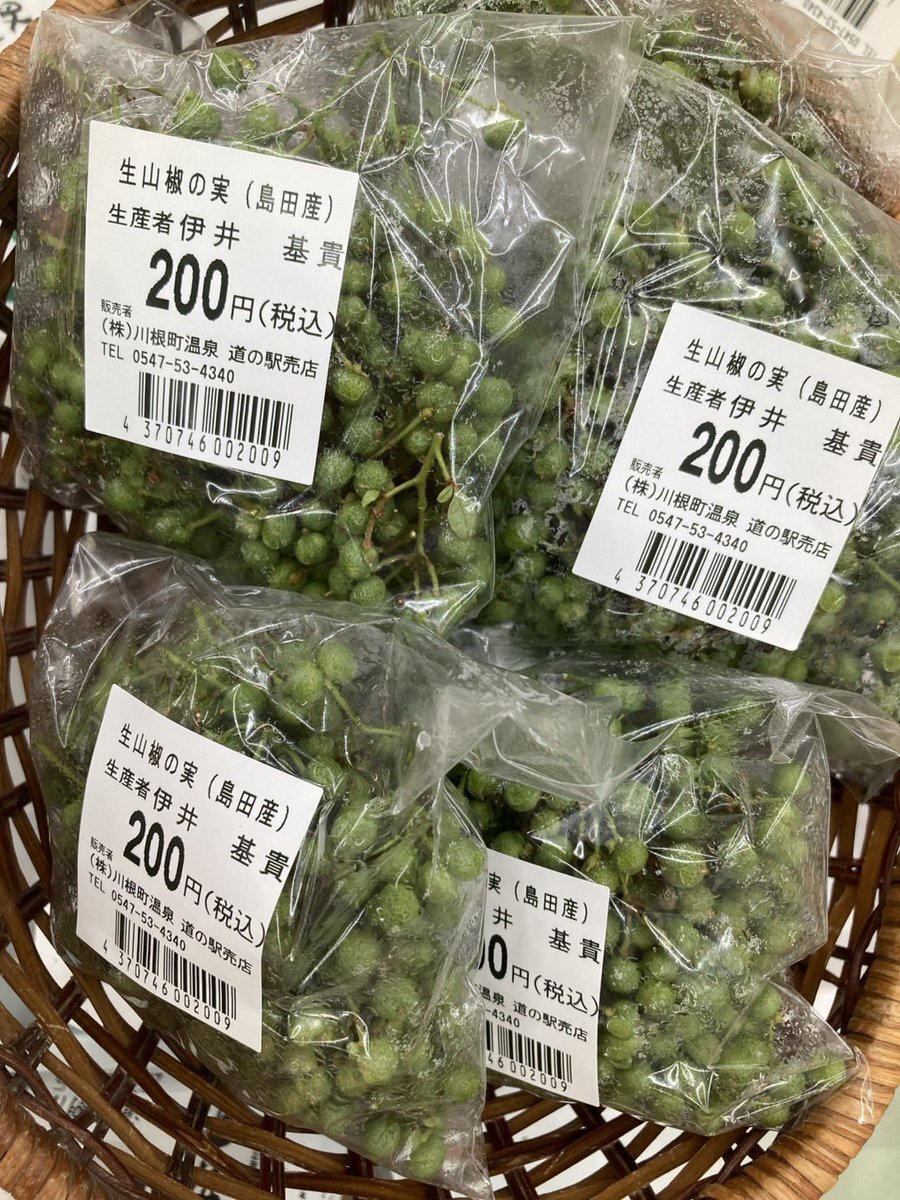 生山椒の実（島田産）
生産者伊井 基貴
200円(税込)
販売者
(株)川根町温泉 道の駅売店
TEL 0547-53-4340
4 370746 002009
生山椒の実（島田産）
生産者伊井 基貴
200円(税込)
販売者
(株)川根町温泉 道の駅売店
TEL 0547-53-4340
4 370746 002009
生山椒の実（島田産）
生産者伊井 基貴
200円(税込)
販売者
(株)川根町温泉 道の駅売店
TEL 0547-53-4340
4 370746 002009
実（島田産）
井 基貴
00円(税込)
温泉 道の駅売店
-4340
46 002009